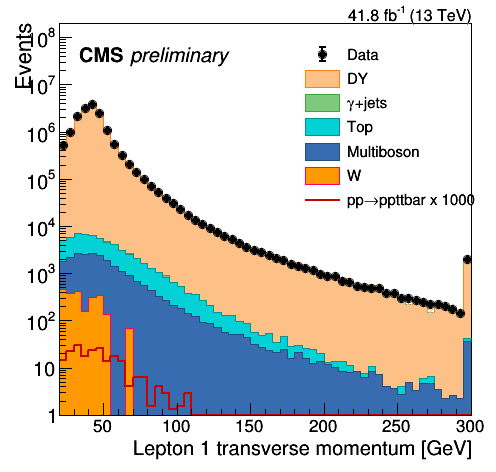 41.8 fb⁻¹ (13 TeV)
Events
CMS preliminary
Data
DY
γ+jets
Top
Multiboson
W
pp→ppttbar x 1000
10⁸
10⁷
10⁶
10⁵
10⁴
10³
10²
10
1
50 100 150 200 250 300
Lepton 1 transverse momentum [GeV]